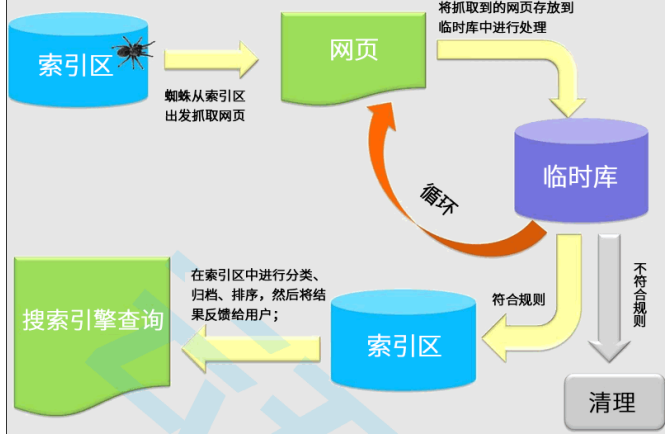 索引区
蜘蛛从索引区
出发抓取网页
网页
将抓取到的网页存放到
临时库中进行处理
临时库
循环
不符合规则
符合规则
清理
索引区
在索引区中进行分类、
归档、排序，然后将结
果反馈给用户；
搜索引擎查询